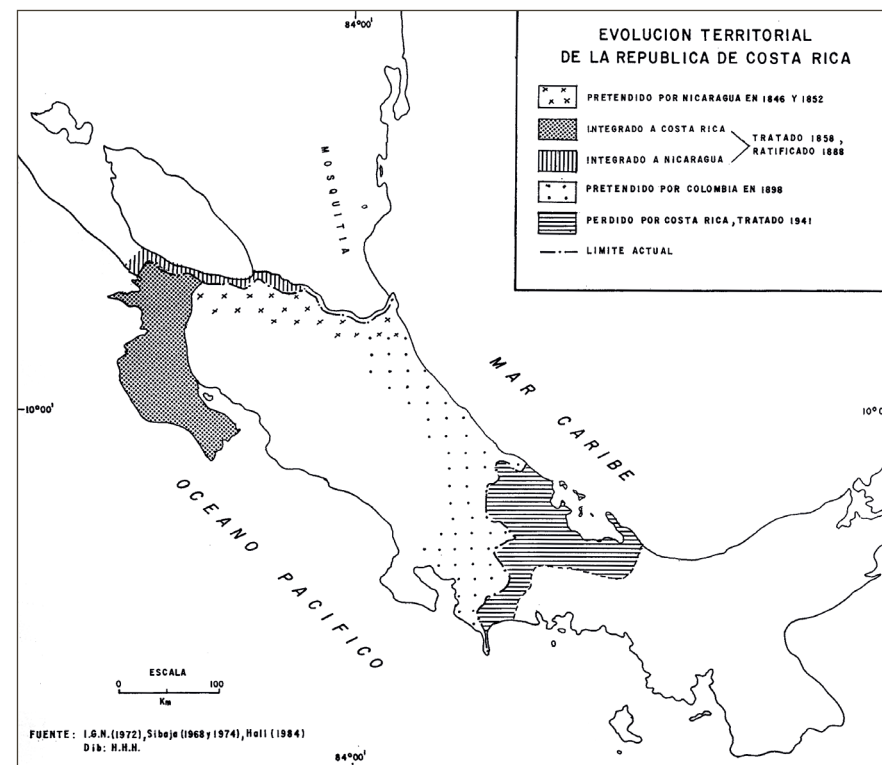 84°00'
EVOLUCION TERRITORIAL
DE LA REPUBLICA DE COSTA RICA
PRETENDIDO POR NICARAGUA EN 1846 Y 1852
INTEGRADO A COSTA RICA
INTEGRADO A NICARAGUA
TRATADO 1858,
RATIFICADO 1888
PRETENDIDO POR COLOMBIA EN 1898
PERDIDO POR COSTA RICA, TRATADO 1941
LIMITE ACTUAL
MOSQUITIA
MAR CARIBE
10°00'
10°00'
OCEANO PACIFICO
ESCALA
0 100
Km
FUENTE: I.G.N.(1972), Sibaja (1968 y 1974), Hall (1984)
Dib: H.H.H.
84°00'